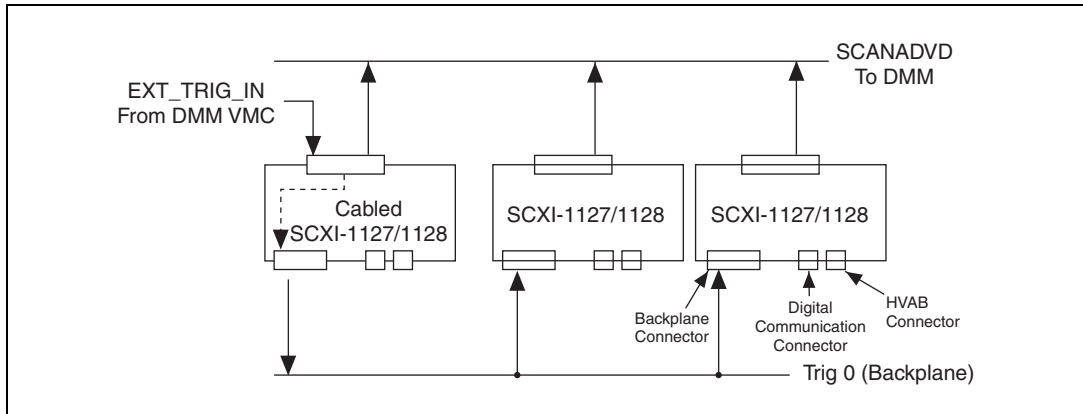 SCANADVD
To DMM
EXT_TRIG_IN
From DMM VMC
Cabled
SCXI-1127/1128
SCXI-1127/1128
SCXI-1127/1128
Backplane
Connector
Digital
Communication
Connector
HVAB
Connector
Trig 0 (Backplane)